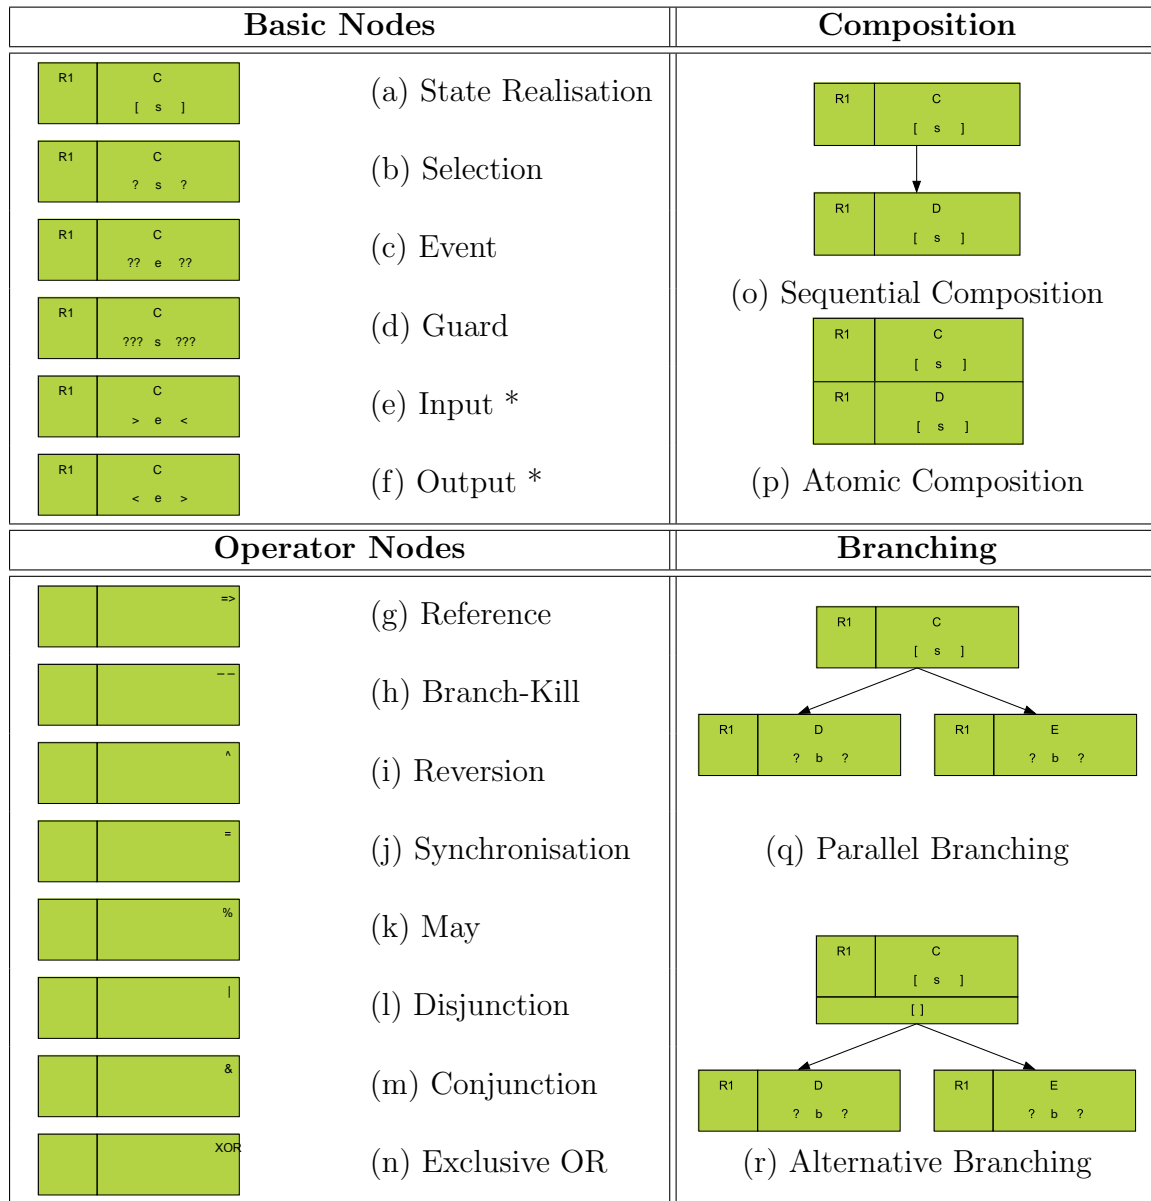 Basic Nodes
R1 C
[ s ]
(a) State Realisation
R1 C
? s ?
(b) Selection
R1 C
?? e ??
(c) Event
R1 C
??? s ???
(d) Guard
R1 C
> e <
(e) Input *
R1 C
< e >
(f) Output *
Composition
R1 C
[ s ]
R1 D
[ s ]
(o) Sequential Composition
R1 C
[ s ]
R1 D
[ s ]
(p) Atomic Composition
Operator Nodes
=>
(g) Reference
--
(h) Branch-Kill
^
(i) Reversion
=
(j) Synchronisation
%
(k) May
|
(l) Disjunction
&
(m) Conjunction
XOR
(n) Exclusive OR
Branching
R1 C
[ s ]
R1 D
? b ?
R1 E
? b ?
(q) Parallel Branching
R1 C
[ s ]
[ ]
R1 D
? b ?
R1 E
? b ?
(r) Alternative Branching